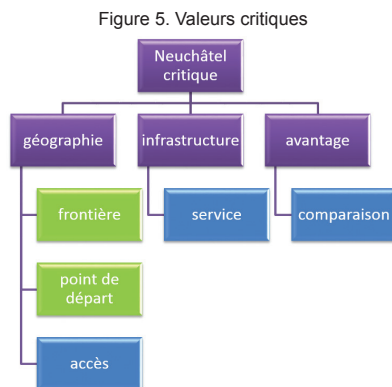 Figure 5. Valeurs critiques
Neuchâtel
critique
géographie
infrastructure
avantage
frontière
service
comparaison
point de
départ
accès